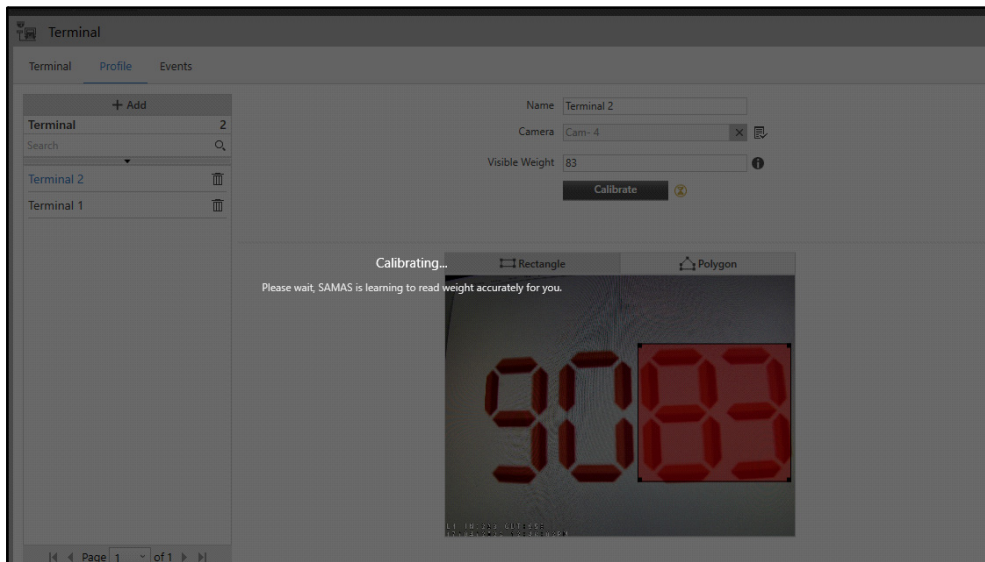 Terminal
Terminal Profile Events
+ Add
Terminal 2
Search
Terminal 2
Terminal 1
Page 1 of 1
Name Terminal 2
Camera Cam- 4
Visible Weight 83
Calibrate
Calibrating...
Please wait, SAMAS is learning to read weight accurately for you.
Rectangle Polygon
9083